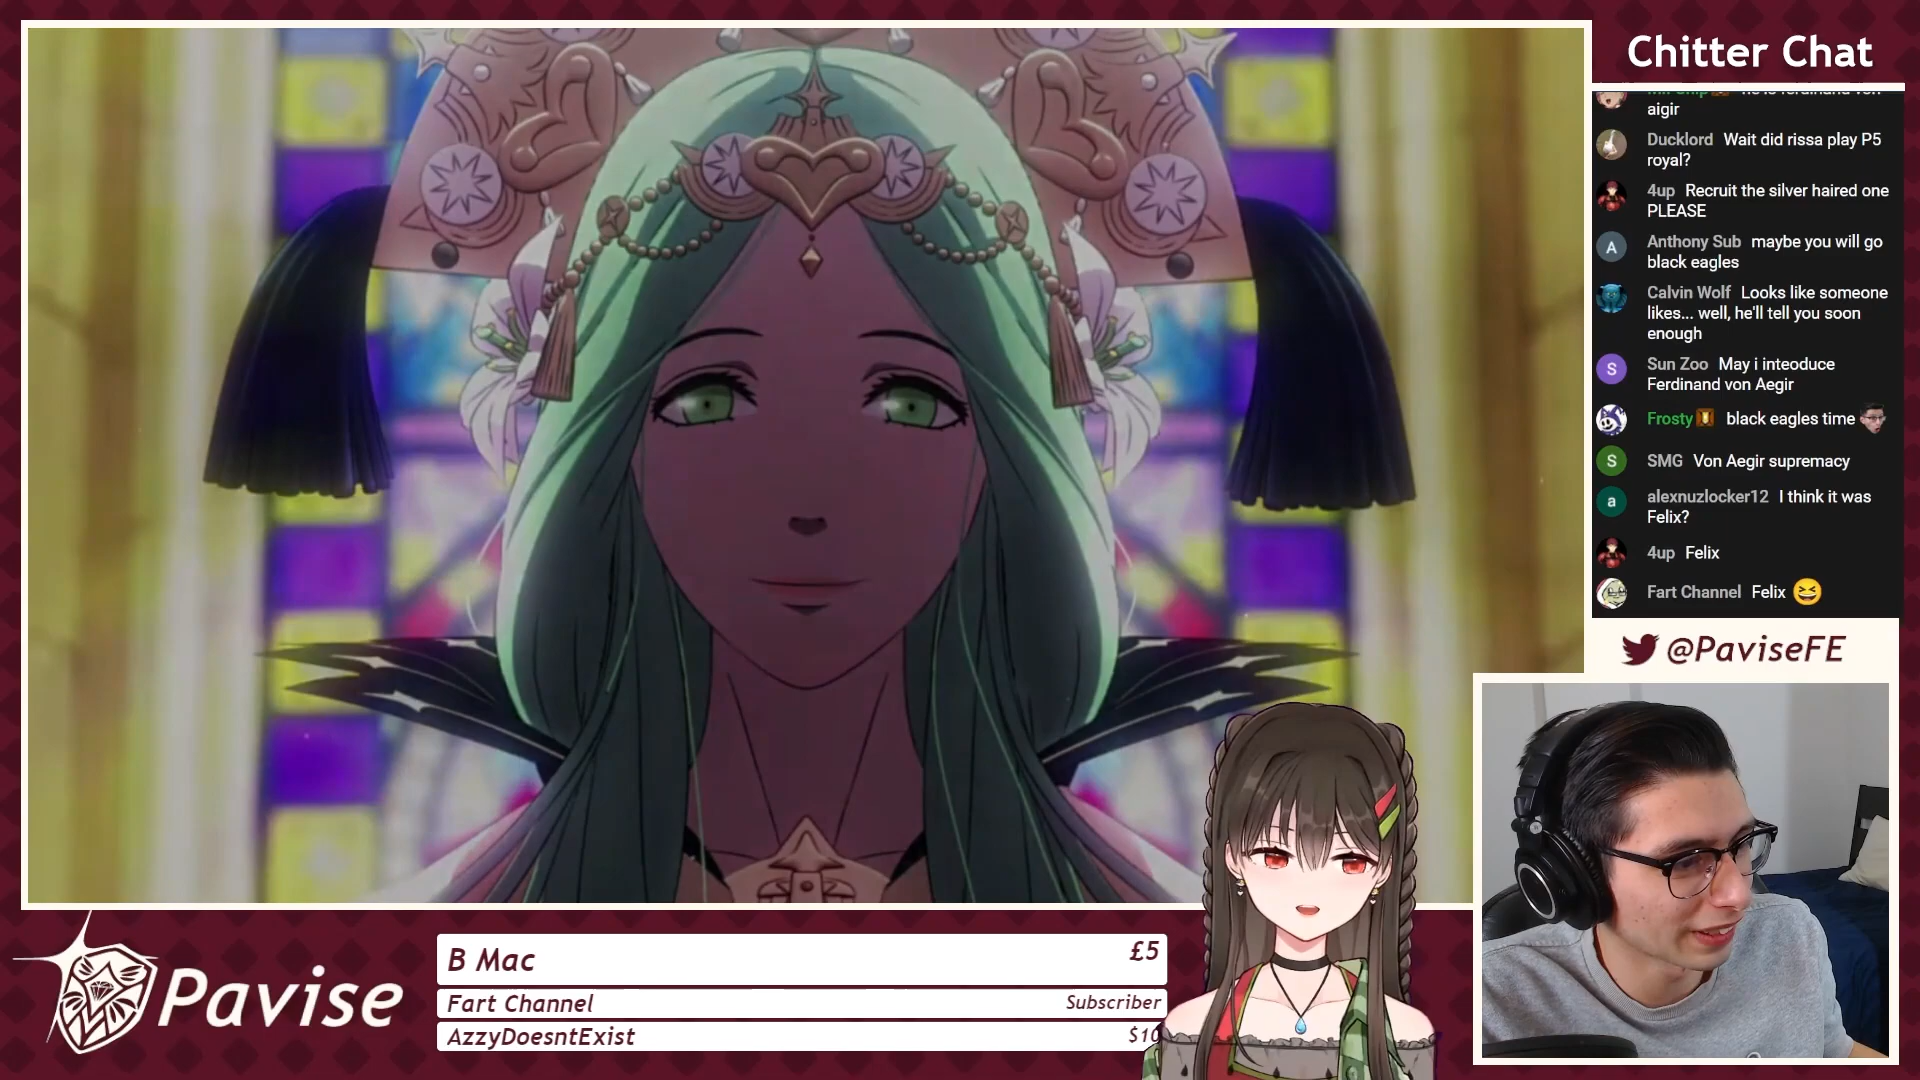 Chitter Chat
aigir
Ducklord Wait did rissa play P5
royal?
4up Recruit the silver haired one
PLEASE
A Anthony Sub maybe you will go
black eagles
Calvin Wolf Looks like someone
likes... well, he'll tell you soon
enough
S Sun Zoo May i inteoduce
Ferdinand von Aegir
Frosty black eagles time
S SMG Von Aegir supremacy
a alexnuzlocker12 I think it was
Felix?
4up Felix
Fart Channel Felix
@PaviseFE
Pavise
B Mac £5
Fart Channel Subscriber
AzzyDoesntExist $10